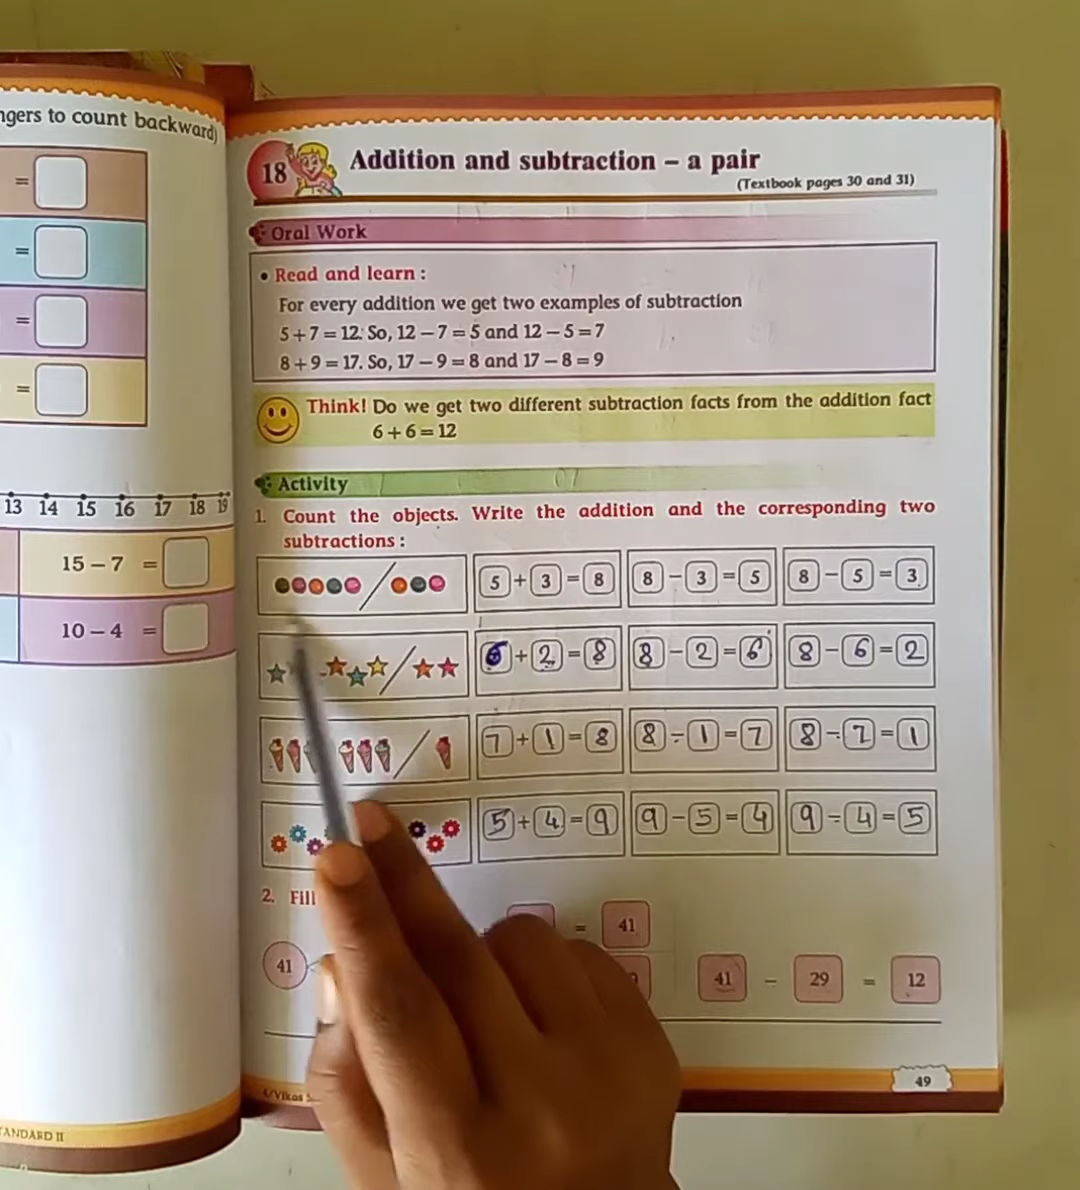 ngers to count backward)
=
=
=
=
13 14 15 16 17 18 19
15 – 7 =
10 – 4 =
TANDARD II
18
Addition and subtraction – a pair
(Textbook pages 30 and 31)
Oral Work
• Read and learn :
For every addition we get two examples of subtraction
5 + 7 = 12. So, 12 – 7 = 5 and 12 – 5 = 7
8 + 9 = 17. So, 17 – 9 = 8 and 17 – 8 = 9
Think! Do we get two different subtraction facts from the addition fact
6 + 6 = 12
Activity
1. Count the objects. Write the addition and the corresponding two
subtractions :
5 + 3 = 8 8 – 3 = 5 8 – 5 = 3
6 + 2 = 8 8 – 2 = 6 8 – 6 = 2
7 + 1 = 8 8 – 1 = 7 8 – 7 = 1
5 + 4 = 9 9 – 5 = 4 9 – 4 = 5
2. Fill
= 41
41
41 – 29 = 12
49